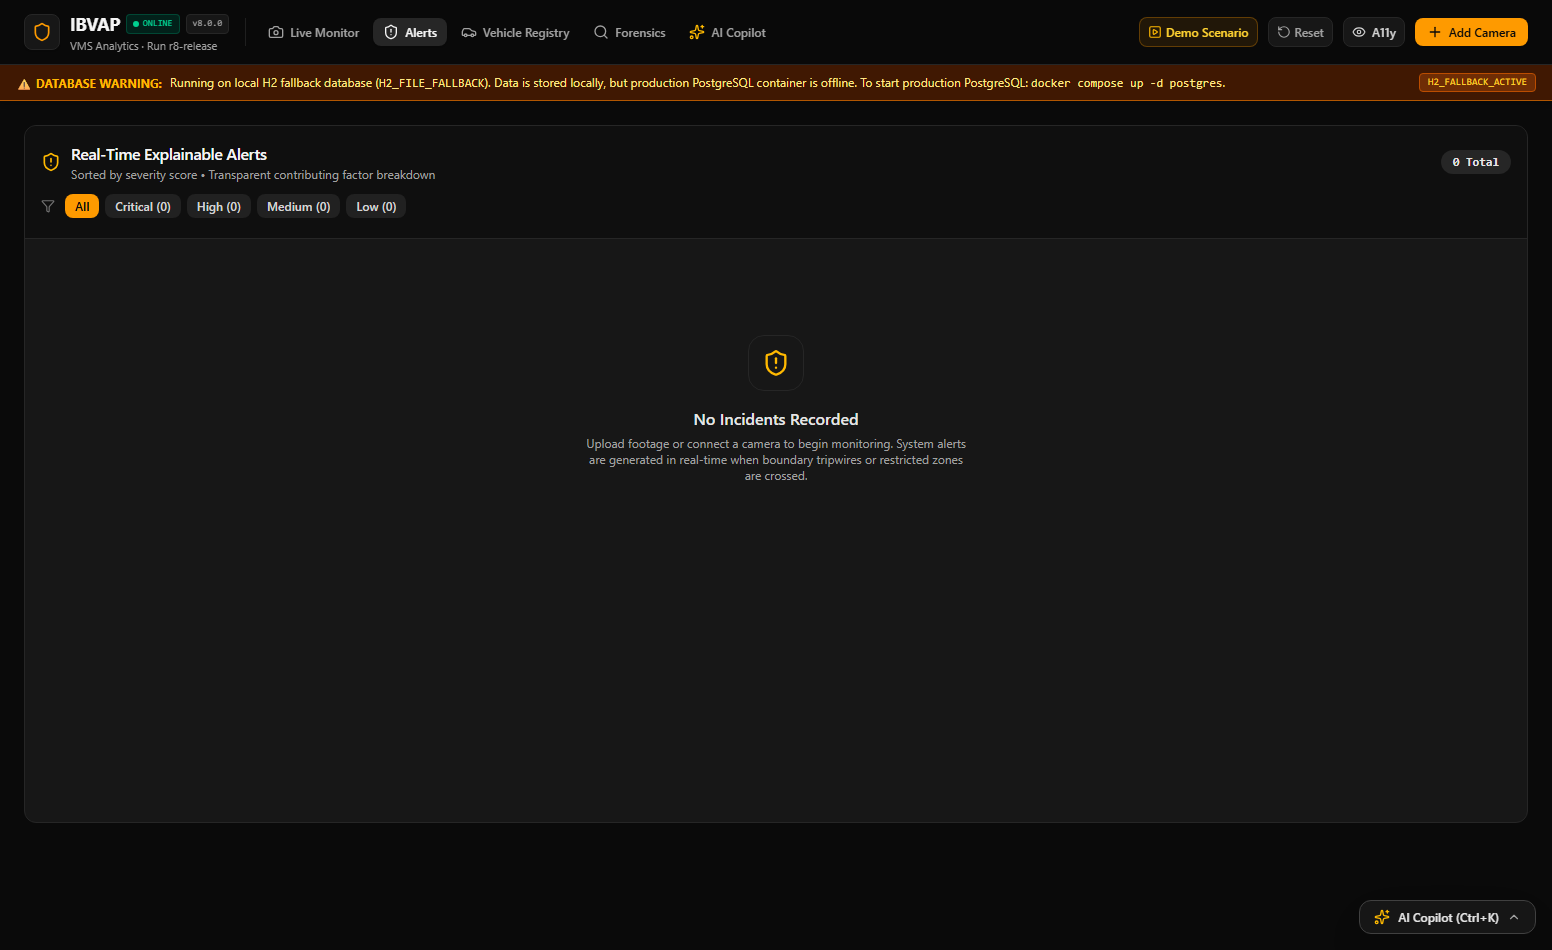 IBVAP ONLINE v8.0.0
VMS Analytics · Run r8-release
Live Monitor
Alerts
Vehicle Registry
Forensics
AI Copilot
Demo Scenario
Reset
A11y
Add Camera
DATABASE WARNING: Running on local H2 fallback database (H2_FILE_FALLBACK). Data is stored locally, but production PostgreSQL container is offline. To start production PostgreSQL: docker compose up -d postgres.
H2_FALLBACK_ACTIVE
Real-Time Explainable Alerts
Sorted by severity score • Transparent contributing factor breakdown
0 Total
All
Critical (0)
High (0)
Medium (0)
Low (0)
No Incidents Recorded
Upload footage or connect a camera to begin monitoring. System alerts
are generated in real-time when boundary tripwires or restricted zones
are crossed.
AI Copilot (Ctrl+K)